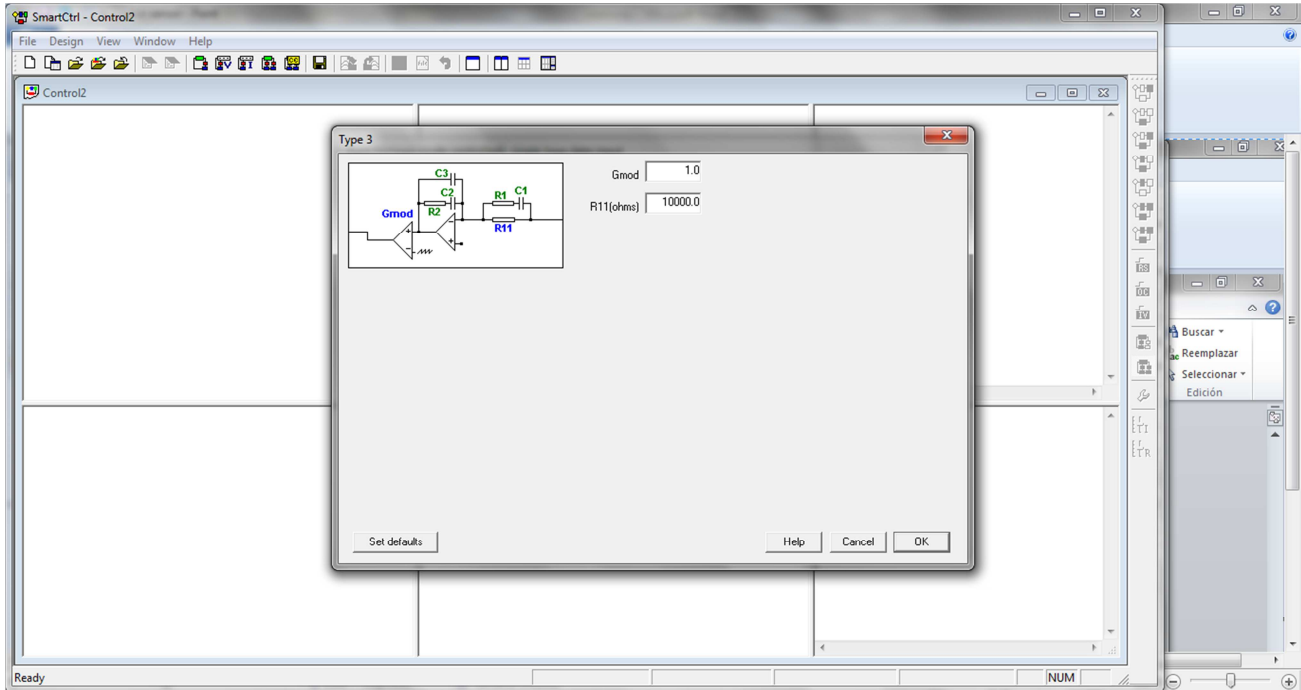 SmartCtrl - Control2
File Design View Window Help
Control2
Type 3
C3
C2
R1 C1
Gmod
R2
R11
Gmod 1.0
R11(ohms) 10000.0
Set defaults
Help
Cancel
OK
RS
Buscar
Reemplazar
Seleccionar
Edición
Ready
NUM